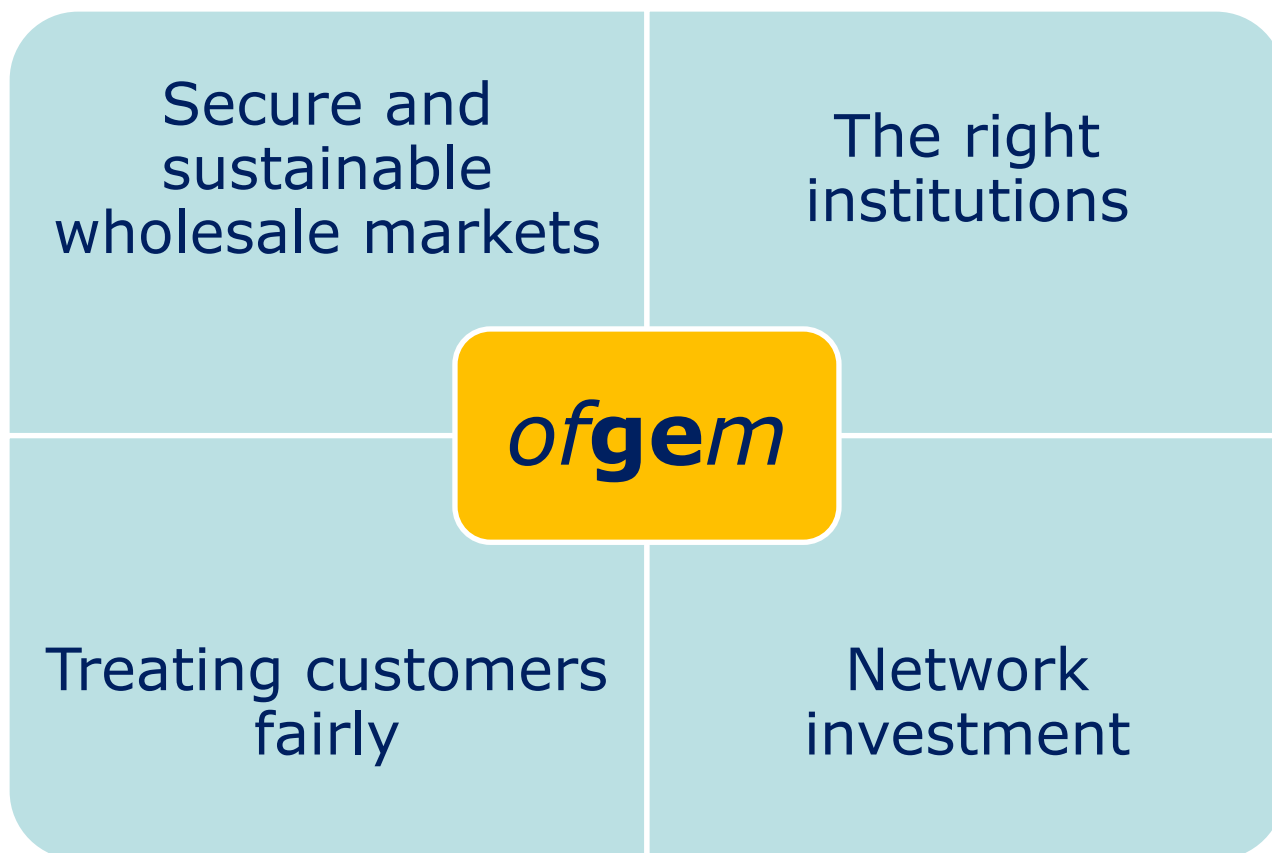 Secure and
sustainable
wholesale markets
The right
institutions
ofgem
Treating customers
fairly
Network
investment